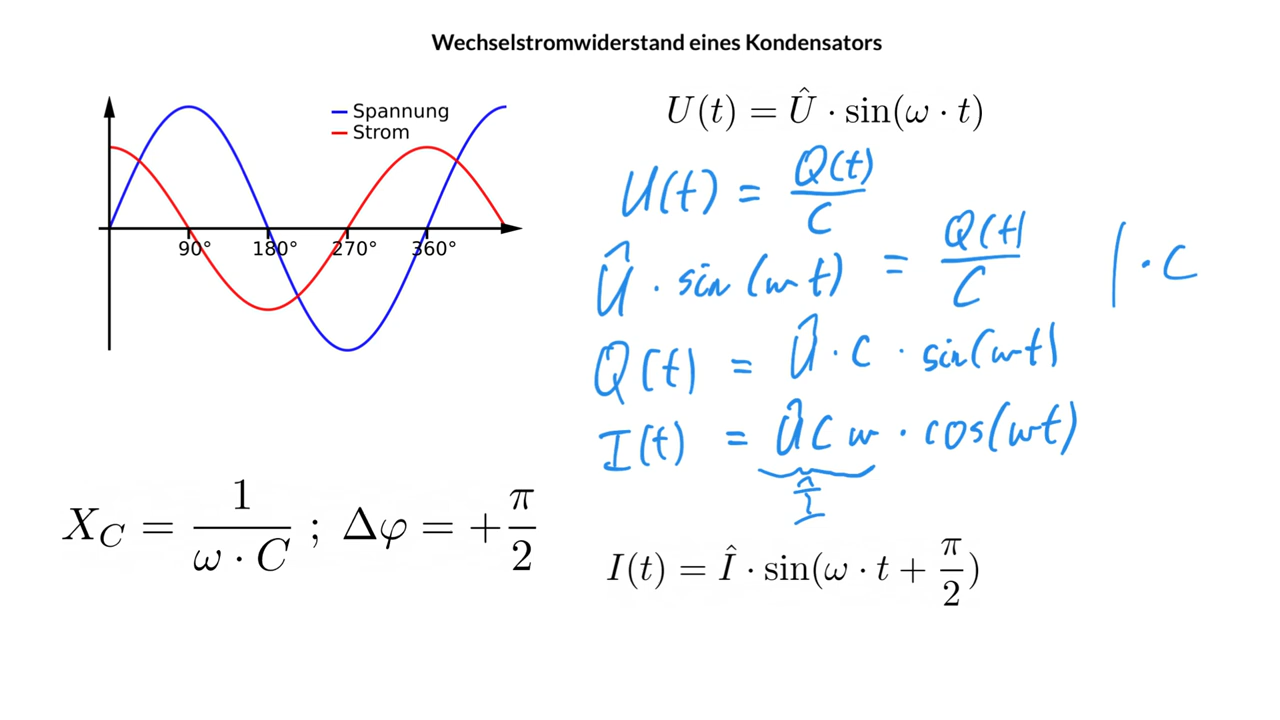 Wechselstromwiderstand eines Kondensators
Spannung
Strom
90° 180° 270° 360°
X_C = 1 / (ω · C) ; Δφ = + π/2
U(t) = Û · sin(ω · t)
U(t) = Q(t) / C
Û · sin(ωt) = Q(t) / C | · C
Q(t) = Û · C · sin(ωt)
I(t) = Û C ω · cos(ωt)
Î
I(t) = Î · sin(ω · t + π/2)